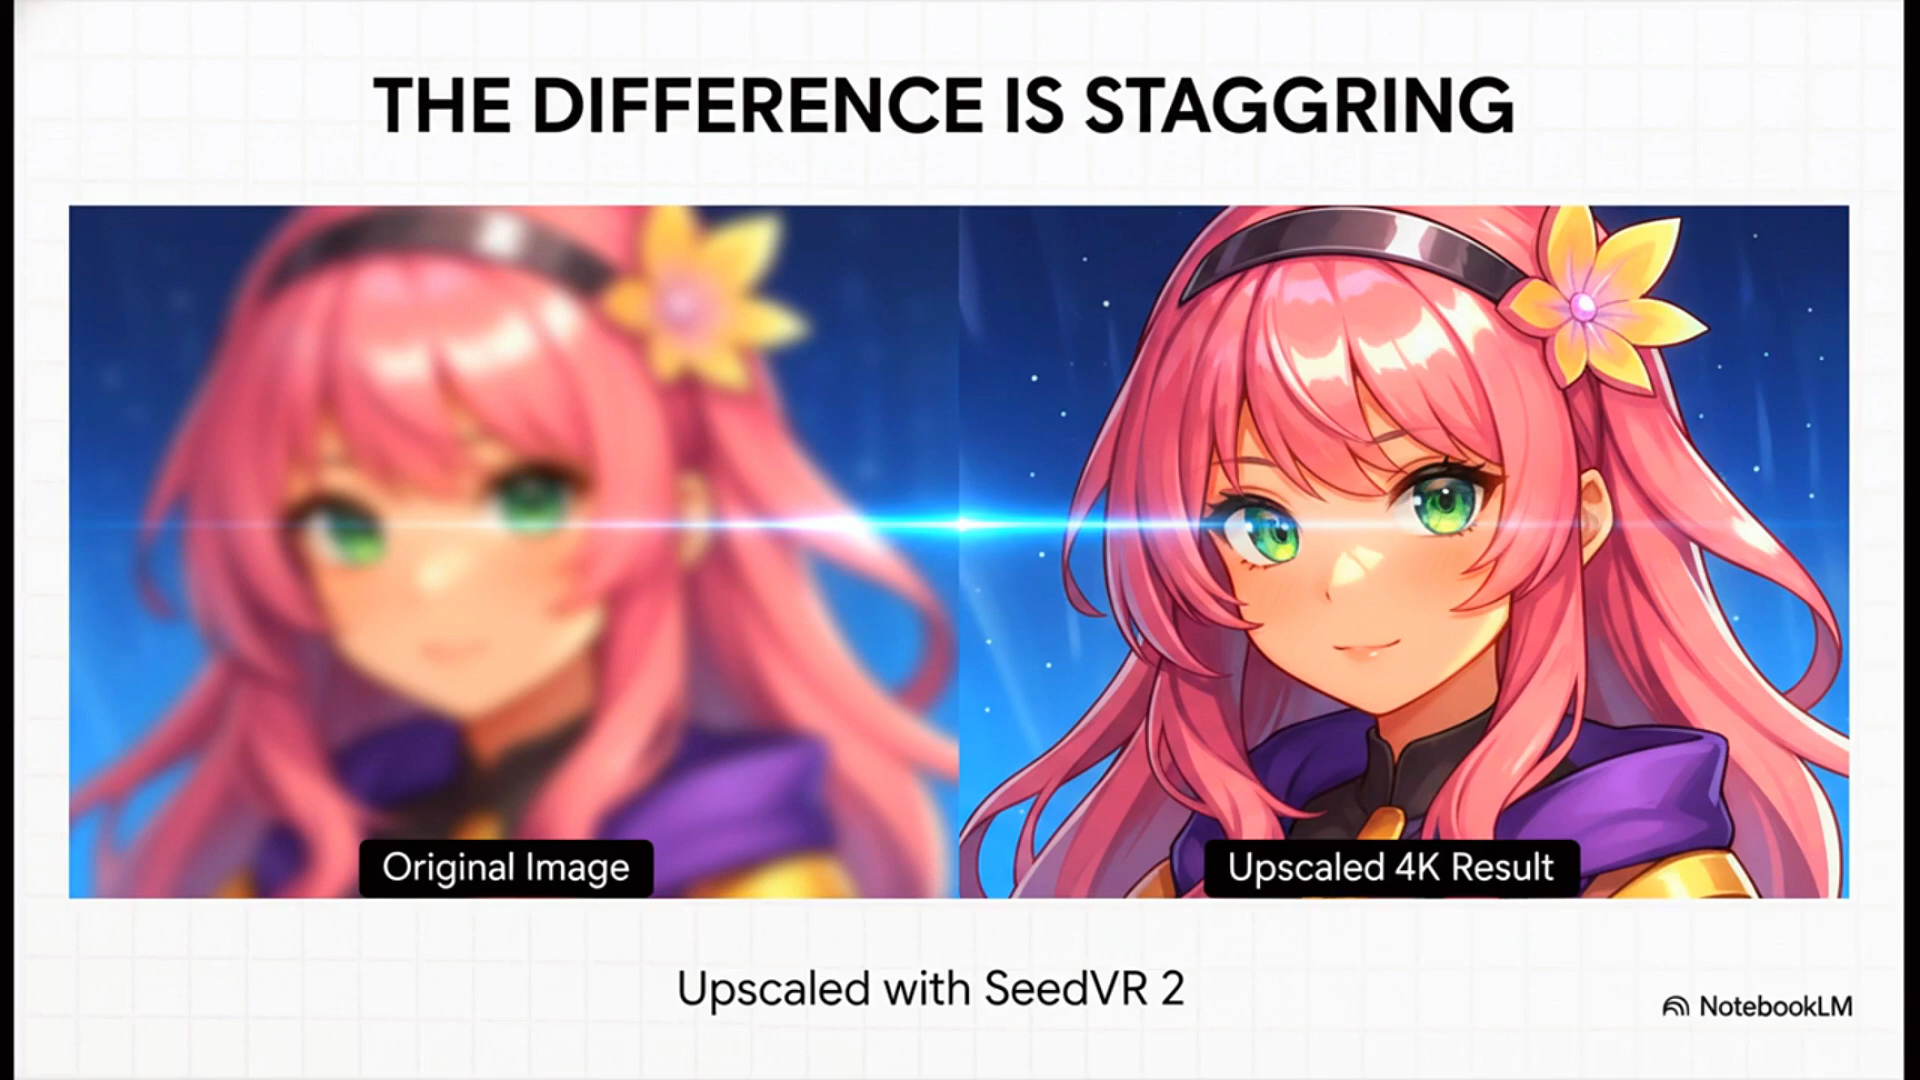 THE DIFFERENCE IS STAGGRING
Original Image
Upscaled 4K Result
Upscaled with SeedVR 2
NotebookLM